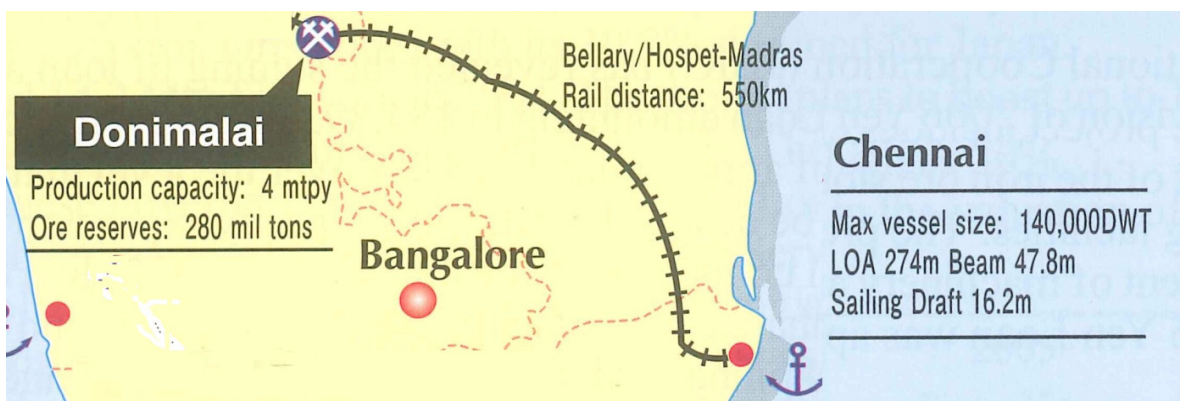 Bellary/Hospet-Madras
Rail distance: 550km
Donimalai
Production capacity: 4 mtpy
Ore reserves: 280 mil tons
Bangalore
Chennai
Max vessel size: 140,000DWT
LOA 274m Beam 47.8m
Sailing Draft 16.2m